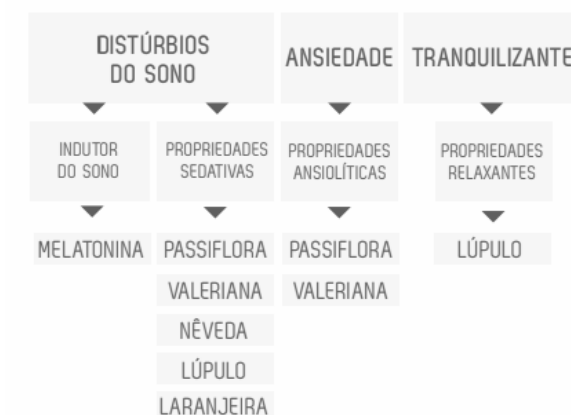 DISTÚRBIOS
DO SONO
ANSIEDADE
TRANQUILIZANTE
INDUTOR
DO SONO
PROPRIEDADES
SEDATIVAS
PROPRIEDADES
ANSIOLÍTICAS
PROPRIEDADES
RELAXANTES
MELATONINA
PASSIFLORA
PASSIFLORA
LÚPULO
VALERIANA
VALERIANA
NÊVEDA
LÚPULO
LARANJEIRA